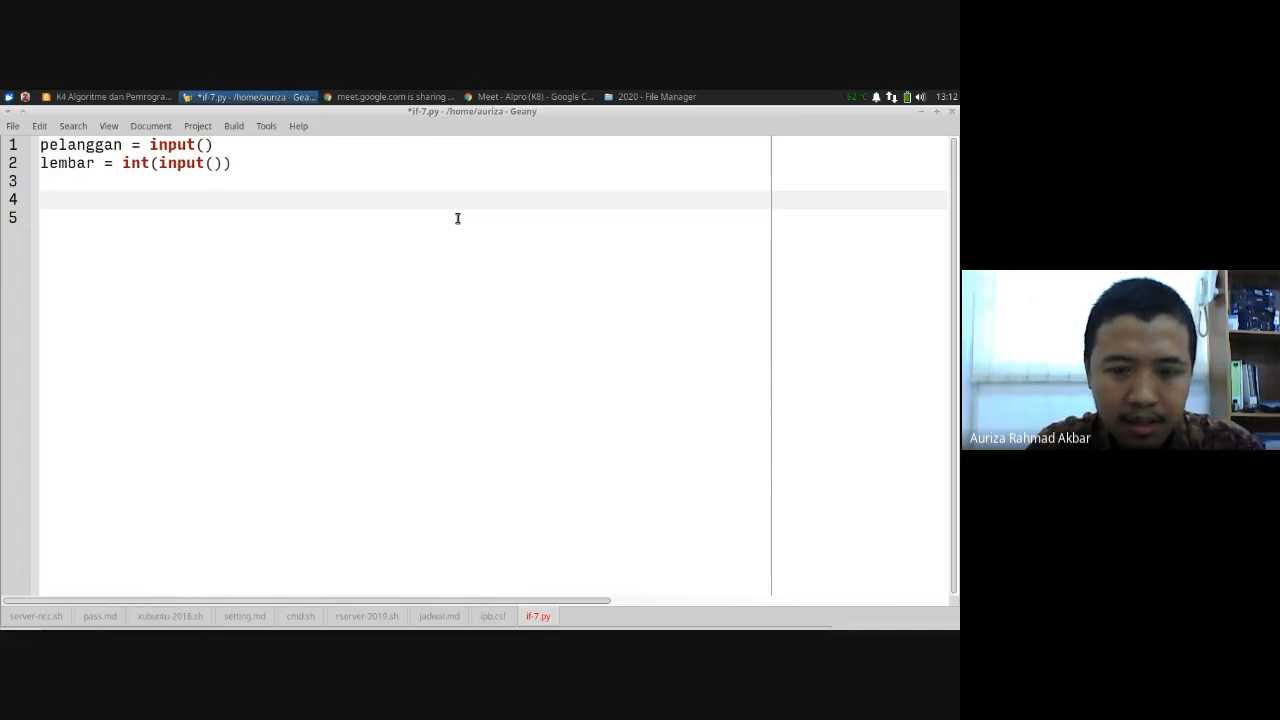 K4 Algoritme dan Pemrogra... *if-7.py - /home/auriza - Gea... meet.google.com is sharing ... Meet - Alpro (K8) - Google C... 2020 - File Manager 62°C 13:12
*if-7.py - /home/auriza - Geany
File Edit Search View Document Project Build Tools Help
1 pelanggan = input()
2 lembar = int(input())
3
4
5
server-ncc.sh pass.md xubuntu-2018.sh setting.md cmd.sh rserver-2019.sh jadwal.md ipb.csl if-7.py
Auriza Rahmad Akbar